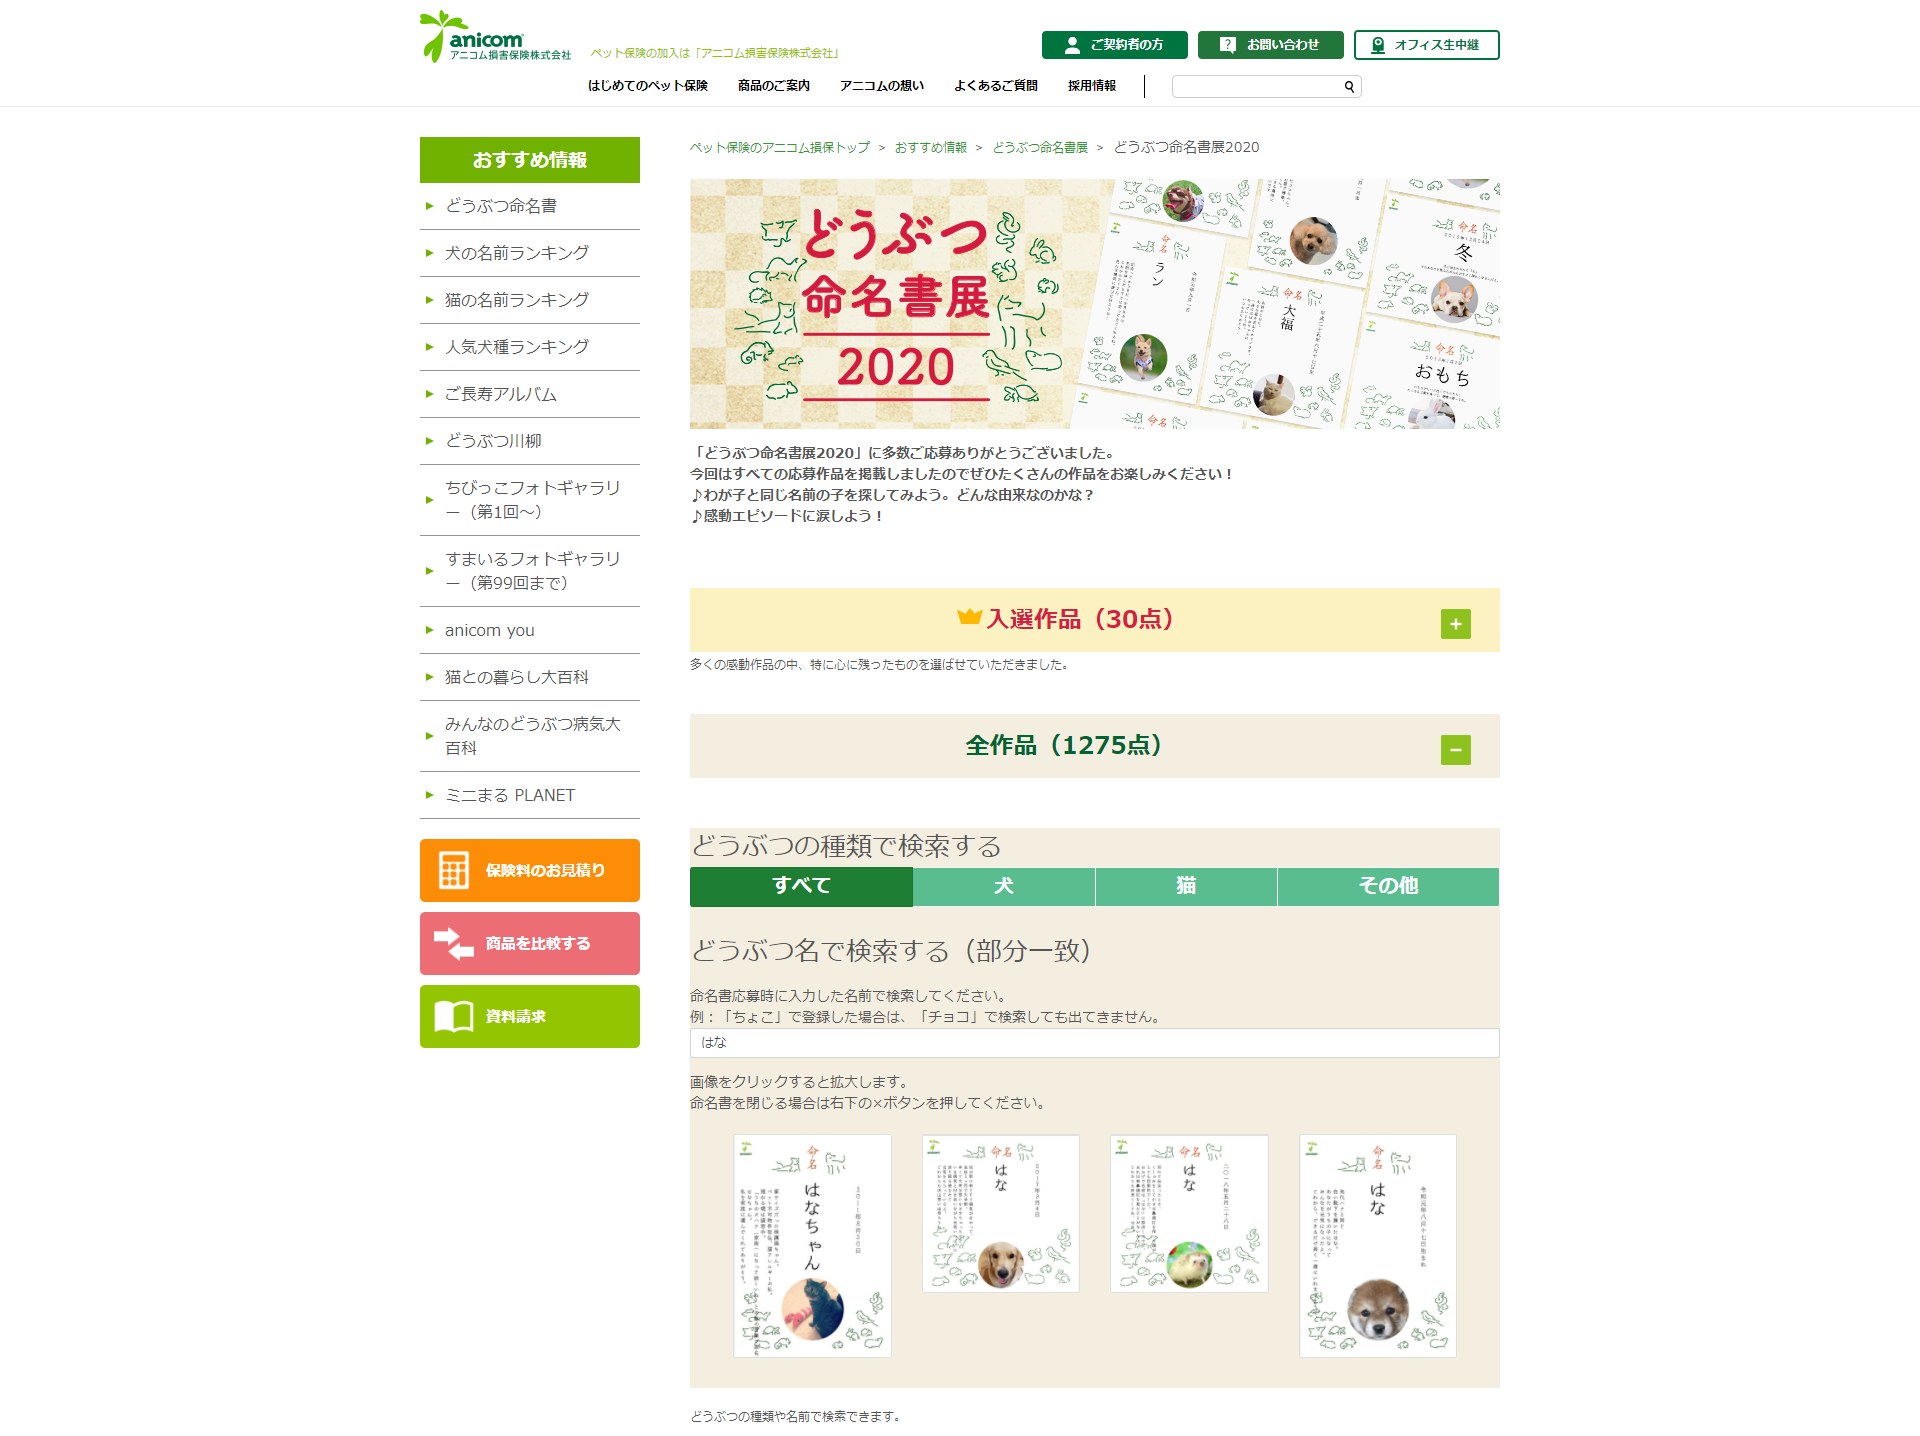 anicom
アニコム損害保険株式会社
ペット保険の加入は「アニコム損害保険株式会社」
ご契約者の方
お問い合わせ
オフィス生中継
はじめてのペット保険
商品のご案内
アニコムの想い
よくあるご質問
採用情報
おすすめ情報
どうぶつ命名書
犬の名前ランキング
猫の名前ランキング
人気犬種ランキング
ご長寿アルバム
どうぶつ川柳
ちびっこフォトギャラリ
ー（第1回～）
すまいるフォトギャラリ
ー（第99回まで）
anicom you
猫との暮らし大百科
みんなのどうぶつ病気大
百科
ミニまる PLANET
保険料のお見積り
商品を比較する
資料請求
ペット保険のアニコム損保トップ > おすすめ情報 > どうぶつ命名書展 > どうぶつ命名書展2020
どうぶつ
命名書展
2020
命名
ラン
命名
大福
命名
冬
命名
おもち
命名
「どうぶつ命名書展2020」に多数ご応募ありがとうございました。
今回はすべての応募作品を掲載しましたのでぜひたくさんの作品をお楽しみください！
♪わが子と同じ名前の子を探してみよう。どんな由来なのかな？
♪感動エピソードに涙しよう！
入選作品（30点）
多くの感動作品の中、特に心に残ったものを選ばせていただきました。
全作品（1275点）
どうぶつの種類で検索する
すべて
犬
猫
その他
どうぶつ名で検索する（部分一致）
命名書応募時に入力した名前で検索してください。
例：「ちょこ」で登録した場合は、「チョコ」で検索しても出てきません。
はな
画像をクリックすると拡大します。
命名書を閉じる場合は右下の×ボタンを押してください。
命名
はなちゃん
命名
はな
命名
はな
命名
はな
どうぶつの種類や名前で検索できます。